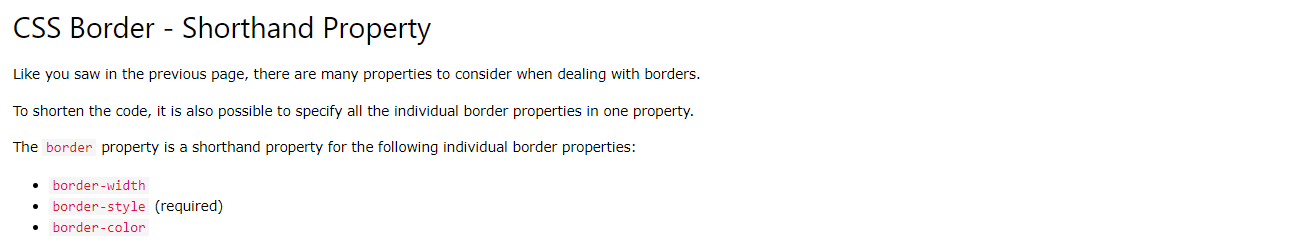 CSS Border - Shorthand Property
Like you saw in the previous page, there are many properties to consider when dealing with borders.
To shorten the code, it is also possible to specify all the individual border properties in one property.
The border property is a shorthand property for the following individual border properties:
• border-width
• border-style (required)
• border-color